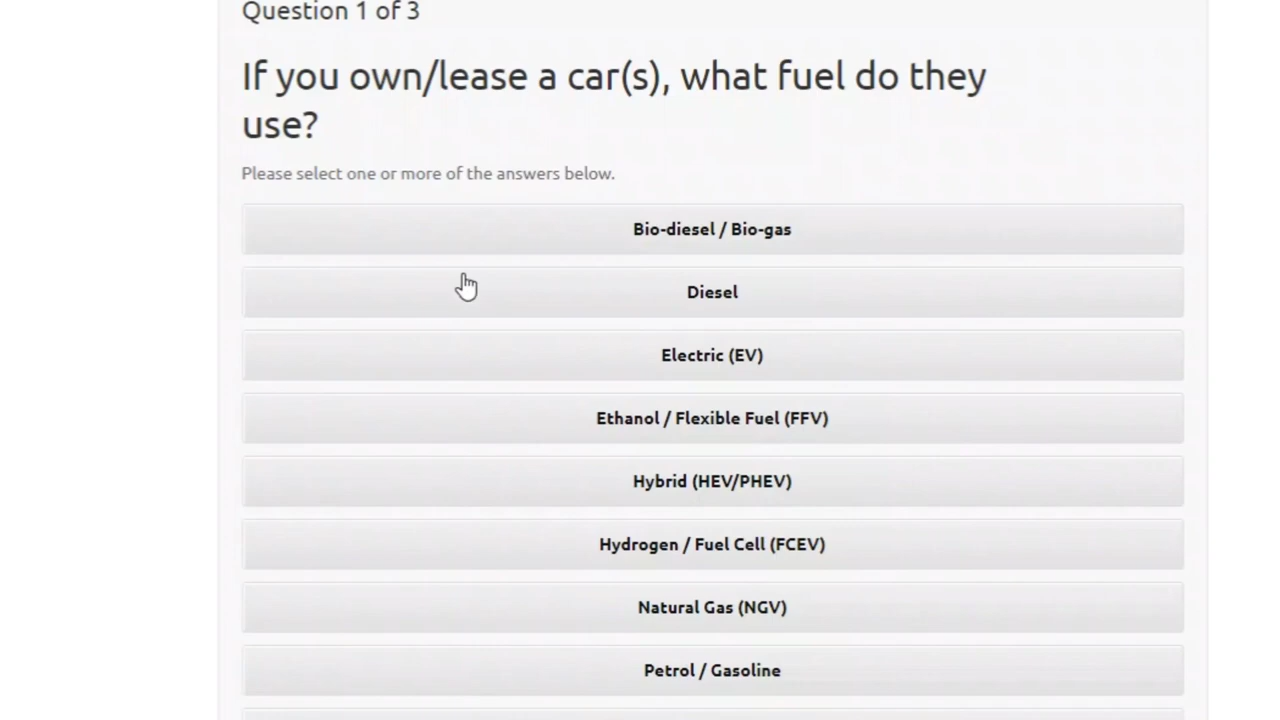 Question 1 of 3
If you own/lease a car(s), what fuel do they
use?
Please select one or more of the answers below.
Bio-diesel / Bio-gas
Diesel
Electric (EV)
Ethanol / Flexible Fuel (FFV)
Hybrid (HEV/PHEV)
Hydrogen / Fuel Cell (FCEV)
Natural Gas (NGV)
Petrol / Gasoline